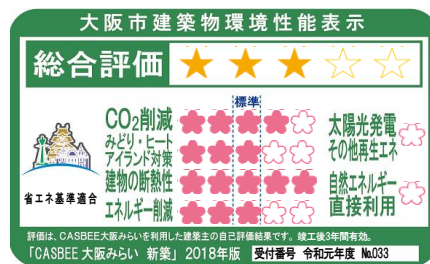 大阪市建築物環境性能表示
総合評価
標準
CO₂削減
みどり・ヒート
アイランド対策
建物の断熱性
エネルギー削減
太陽光発電
その他再生エネ
自然エネルギー
直接利用
省エネ基準適合
評価は、CASBEE大阪みらいを利用した建築主の自己評価結果です。竣工後3年間有効。
「CASBEE大阪みらい 新築」2018年版 受付番号 令和元年度 №033